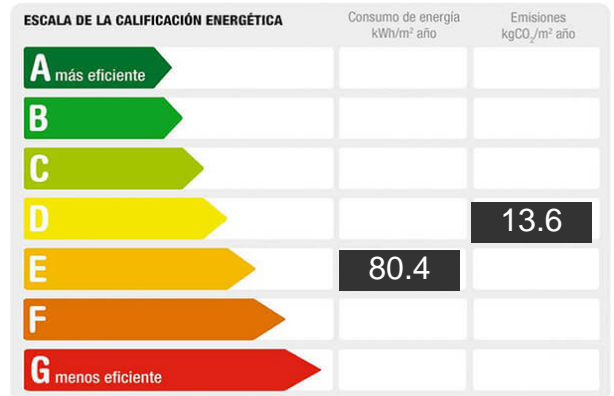 ESCALA DE LA CALIFICACIÓN ENERGÉTICA
Consumo de energía
kWh/m² año
Emisiones
kgCO₂/m² año
A más eficiente
B
C
D
13.6
E
80.4
F
G menos eficiente